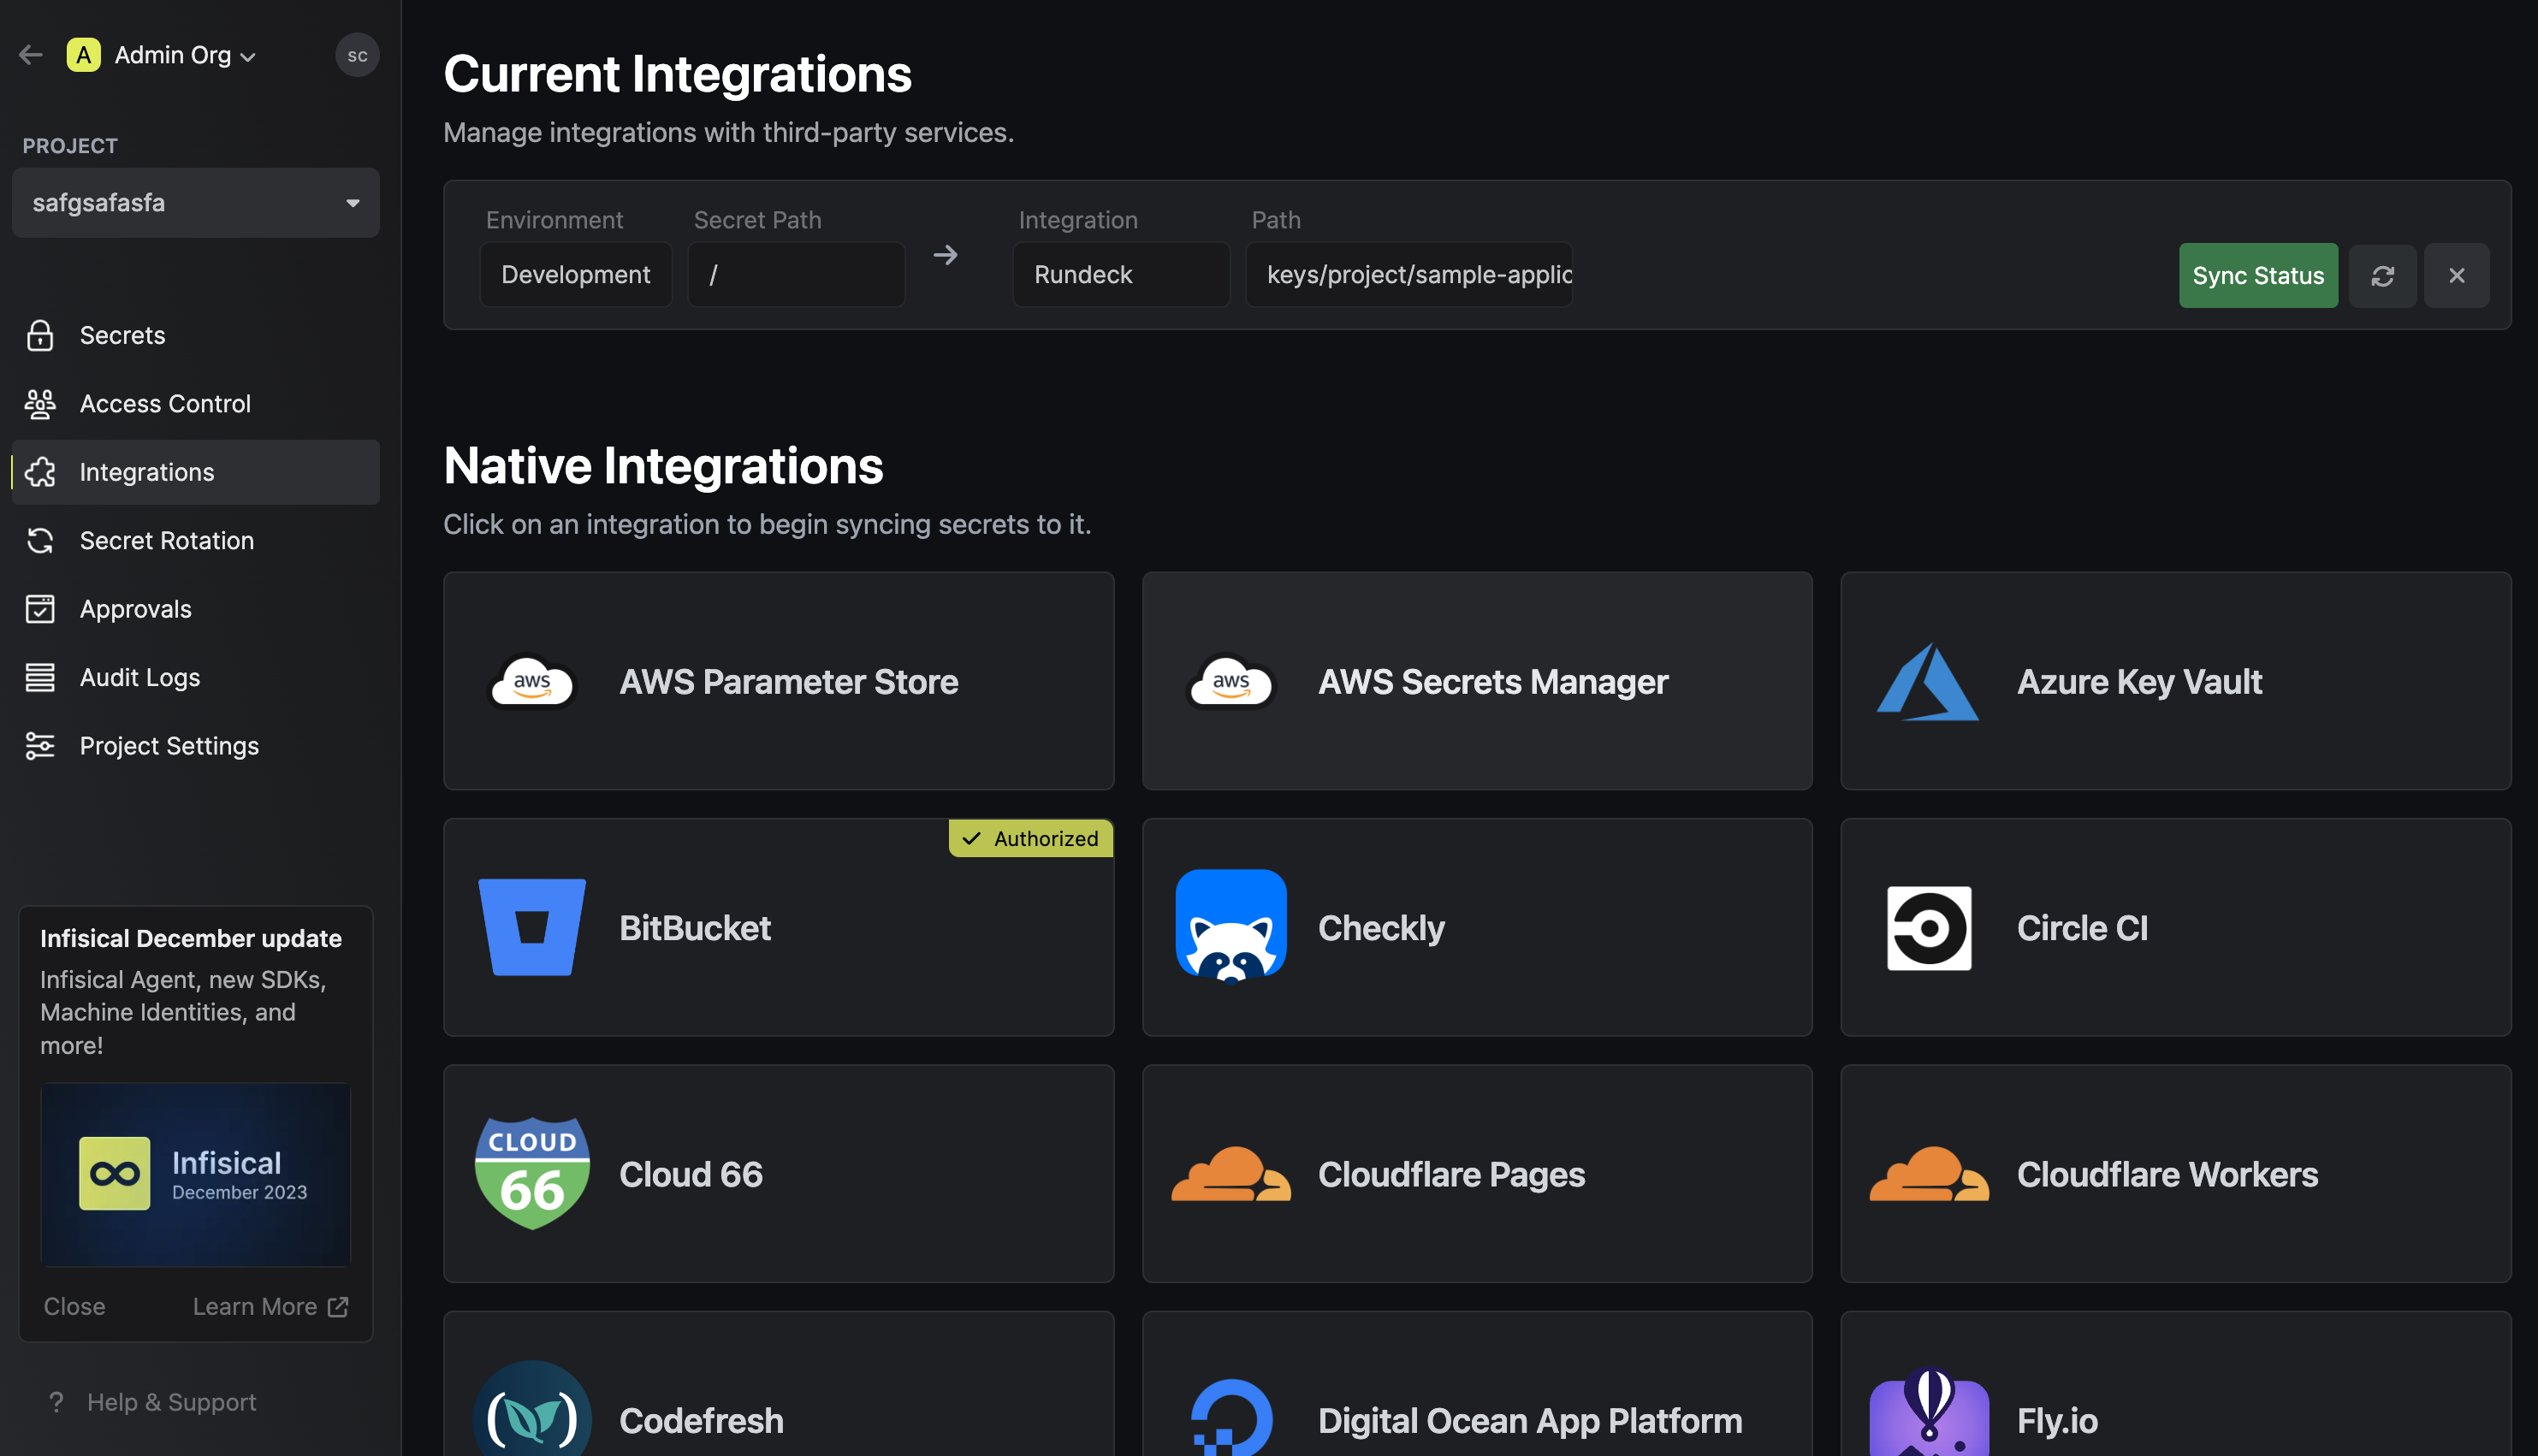 A Admin Org
sc
PROJECT
safgsafasfa
Secrets
Access Control
Integrations
Secret Rotation
Approvals
Audit Logs
Project Settings
Infisical December update
Infisical Agent, new SDKs,
Machine Identities, and
more!
Infisical
December 2023
Close
Learn More
? Help & Support
Current Integrations
Manage integrations with third-party services.
Environment
Secret Path
Integration
Path
Development
/
Rundeck
keys/project/sample-applic
Sync Status
Native Integrations
Click on an integration to begin syncing secrets to it.
aws
AWS Parameter Store
aws
AWS Secrets Manager
Azure Key Vault
Authorized
BitBucket
Checkly
Circle CI
CLOUD
66
Cloud 66
Cloudflare Pages
Cloudflare Workers
Codefresh
Digital Ocean App Platform
Fly.io